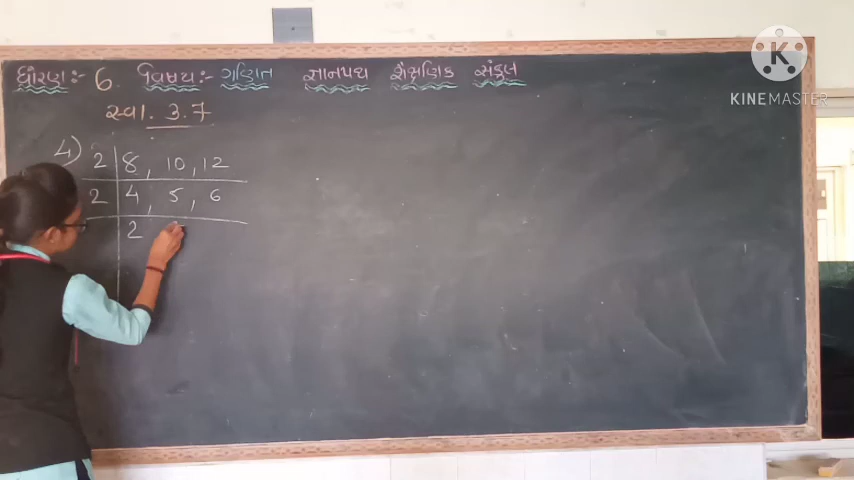 ધોરણ:- 6 વિષય:- ગણિત જ્ઞાનપથ શૈક્ષણિક સંકુલ
સ્વા. 3.7
4) 2 8, 10, 12
2 4, 5, 6
2
KINEMASTER